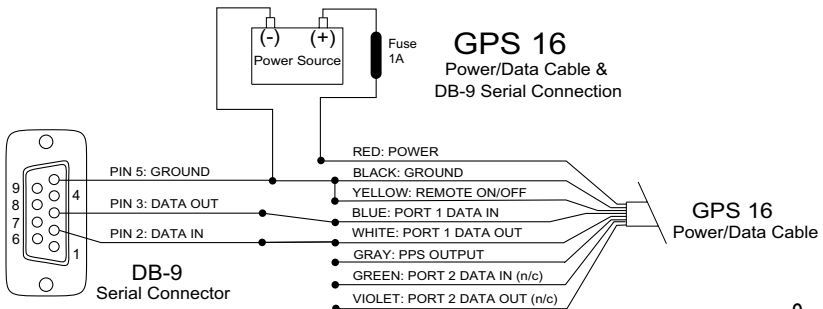 (-) (+)
Power Source
Fuse
1A
GPS 16
Power/Data Cable &
DB-9 Serial Connection
RED: POWER
PIN 5: GROUND
BLACK: GROUND
YELLOW: REMOTE ON/OFF
PIN 3: DATA OUT
BLUE: PORT 1 DATA IN
PIN 2: DATA IN
WHITE: PORT 1 DATA OUT
GRAY: PPS OUTPUT
GREEN: PORT 2 DATA IN (n/c)
VIOLET: PORT 2 DATA OUT (n/c)
9
8
7
6
4
1
DB-9
Serial Connector
GPS 16
Power/Data Cable